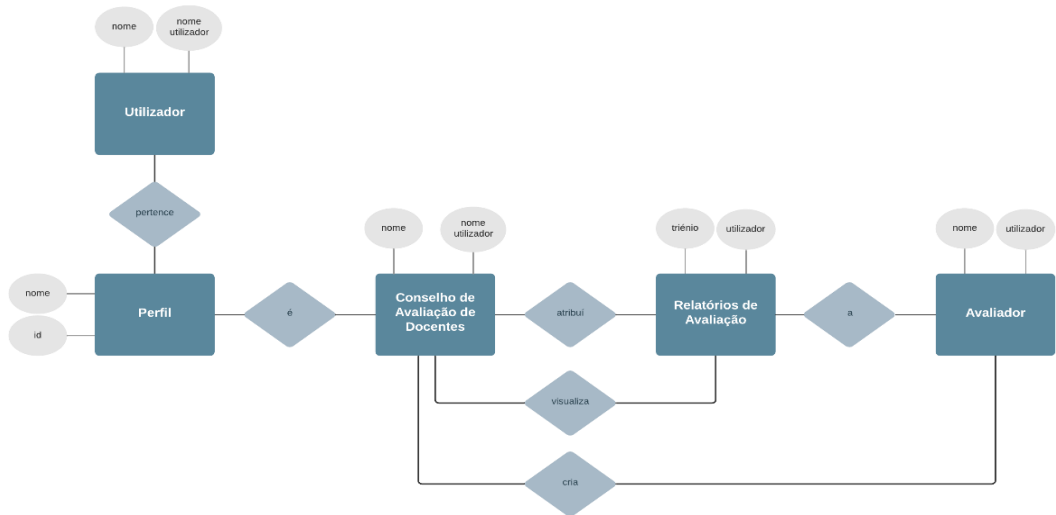 nome
nome
utilizador
Utilizador
pertence
nome
id
Perfil
é
nome
nome
utilizador
Conselho de
Avaliação de
Docentes
atribui
triénio
utilizador
Relatórios de
Avaliação
a
nome
utilizador
Avaliador
visualiza
cria